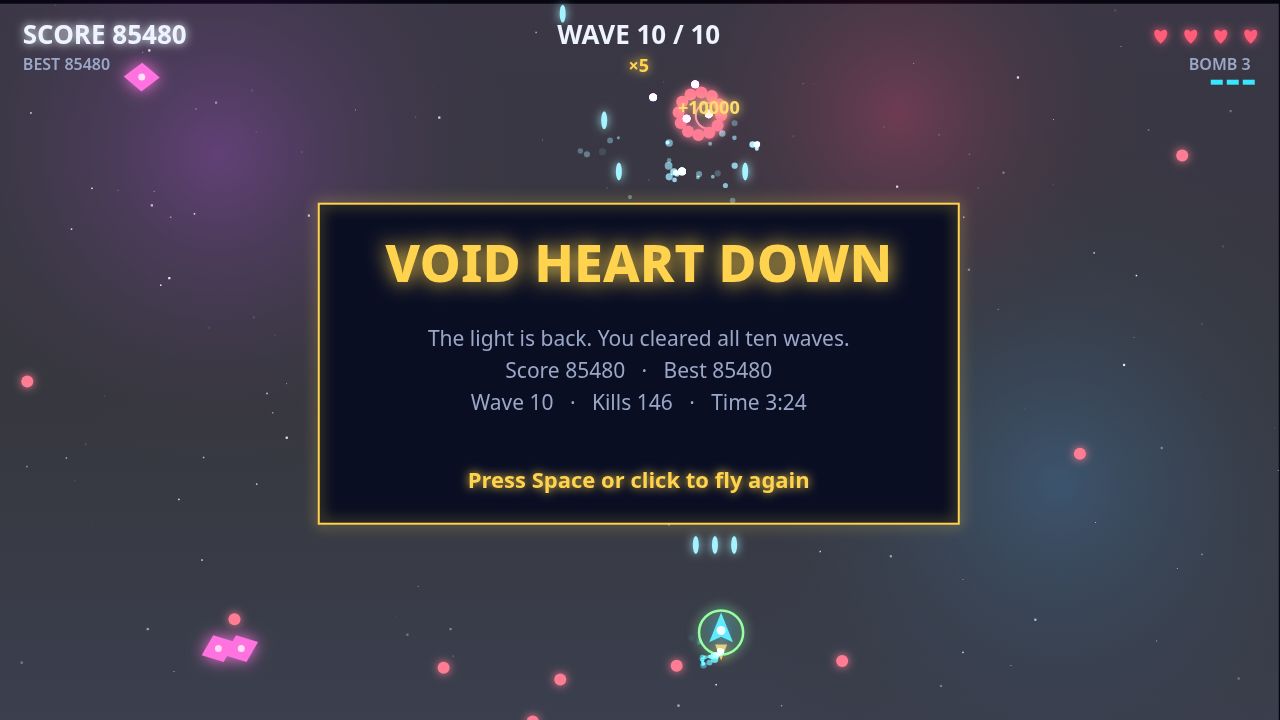 SCORE 85480
WAVE 10 / 10
BEST 85480
×5
BOMB 3
+10000
VOID HEART DOWN
The light is back. You cleared all ten waves.
Score 85480 · Best 85480
Wave 10 · Kills 146 · Time 3:24
Press Space or click to fly again